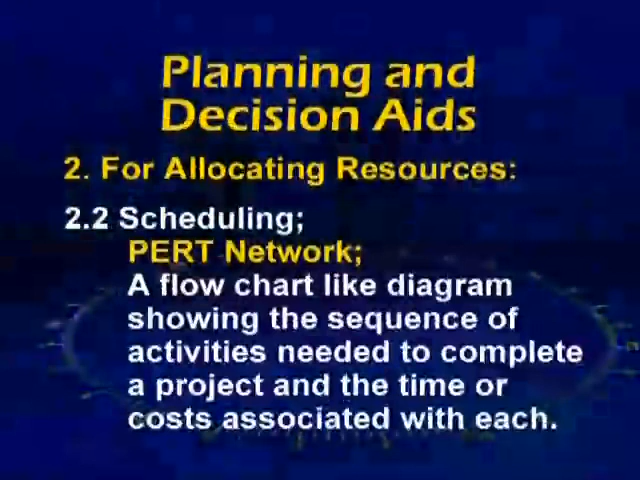 Planning and
Decision Aids
2. For Allocating Resources:
2.2 Scheduling;
PERT Network;
A flow chart like diagram
showing the sequence of
activities needed to complete
a project and the time or
costs associated with each.